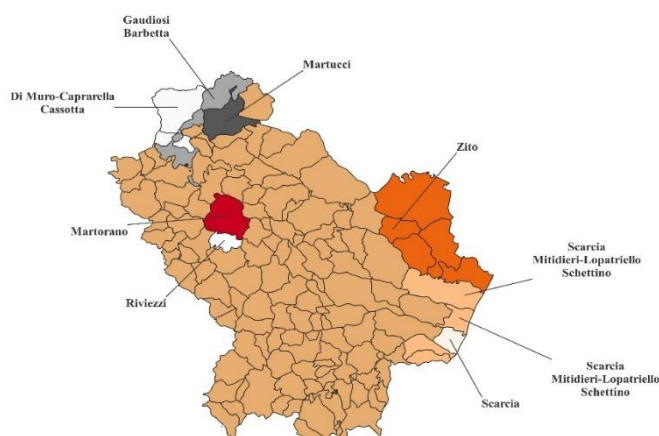 Gaudiosi
Barbetta
Martucci
Di Muro-Caprarella
Cassotta
Zito
Martorano
Scarcia
Mitidieri-Lopatriello
Schettino
Riviezzi
Scarcia
Mitidieri-Lopatriello
Schettino
Scarcia